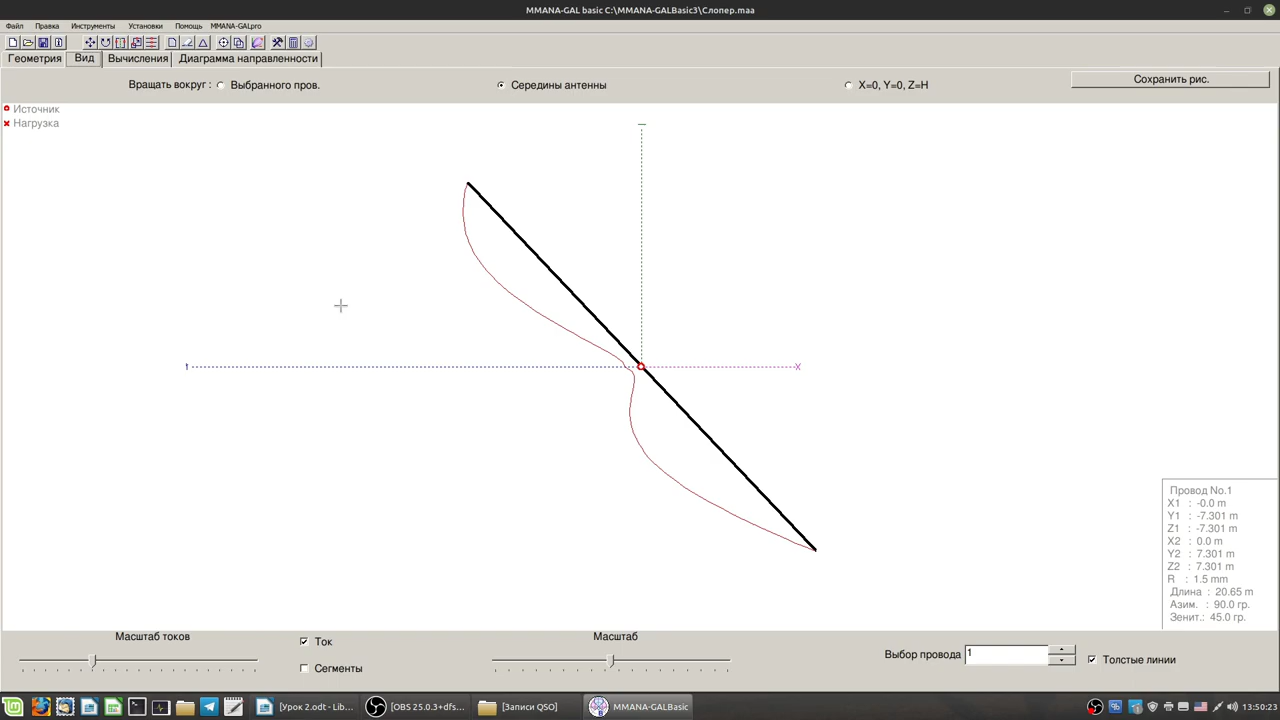 MMANA-GAL basic C:\MMANA-GALBasic3\Слопер.maa
Файл Правка Инструменты Установки Помощь MMANA-GALpro
Геометрия Вид Вычисления Диаграмма направленности
Вращать вокруг : Выбранного пров. Середины антенны X=0, Y=0, Z=H Сохранить рис.
Источник
Нагрузка
X
Провод No.1
X1 : -0.0 m
Y1 : -7.301 m
Z1 : -7.301 m
X2 : 0.0 m
Y2 : 7.301 m
Z2 : 7.301 m
R : 1.5 mm
Длина : 20.65 m
Азим. : 90.0 гр.
Зенит.: 45.0 гр.
Масштаб токов Ток Масштаб
Сегменты Выбор провода 1 Толстые линии
[Урок 2.odt - Lib... [OBS 25.0.3+dfs... [Записи QSO] MMANA-GALBasic 13:50:23